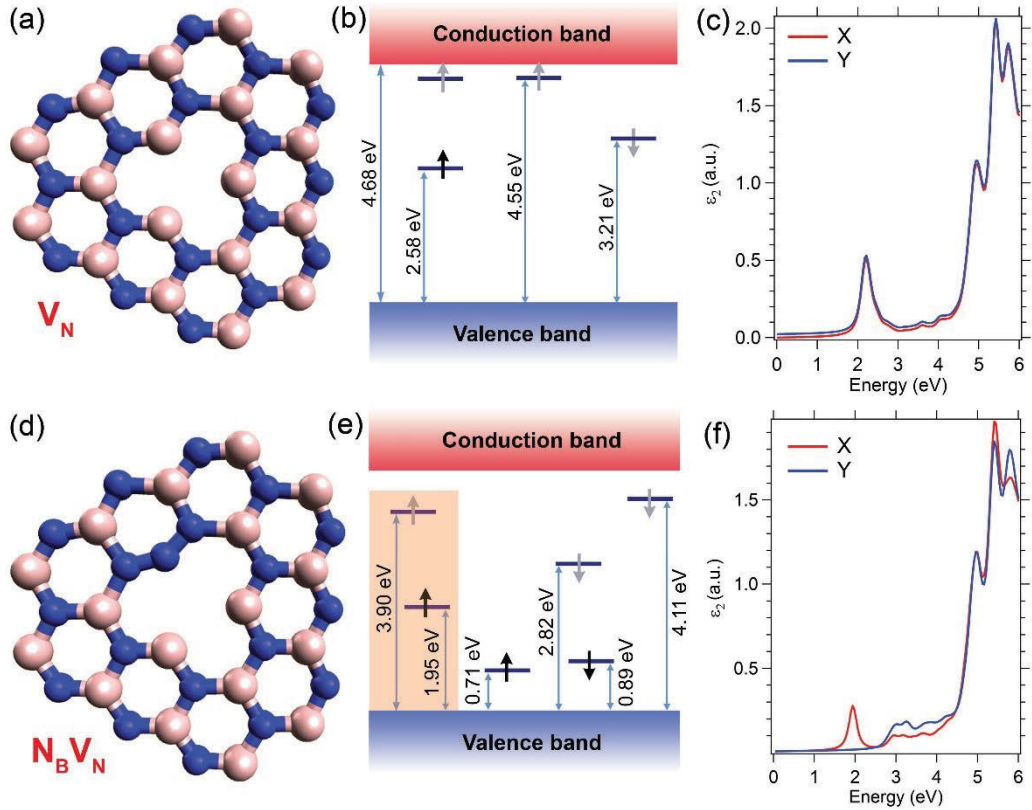 (a)
V_N
(b)
Conduction band
4.68 eV
2.58 eV
4.55 eV
3.21 eV
Valence band
(c)
X
Y
ε₂ (a.u.)
2.0
1.5
1.0
0.5
0.0
0 1 2 3 4 5 6
Energy (eV)
(d)
N_B V_N
(e)
Conduction band
3.90 eV
1.95 eV
0.71 eV
2.82 eV
0.89 eV
4.11 eV
Valence band
(f)
X
Y
ε₂ (a.u.)
1.5
1.0
0.5
0 1 2 3 4 5 6
Energy (eV)